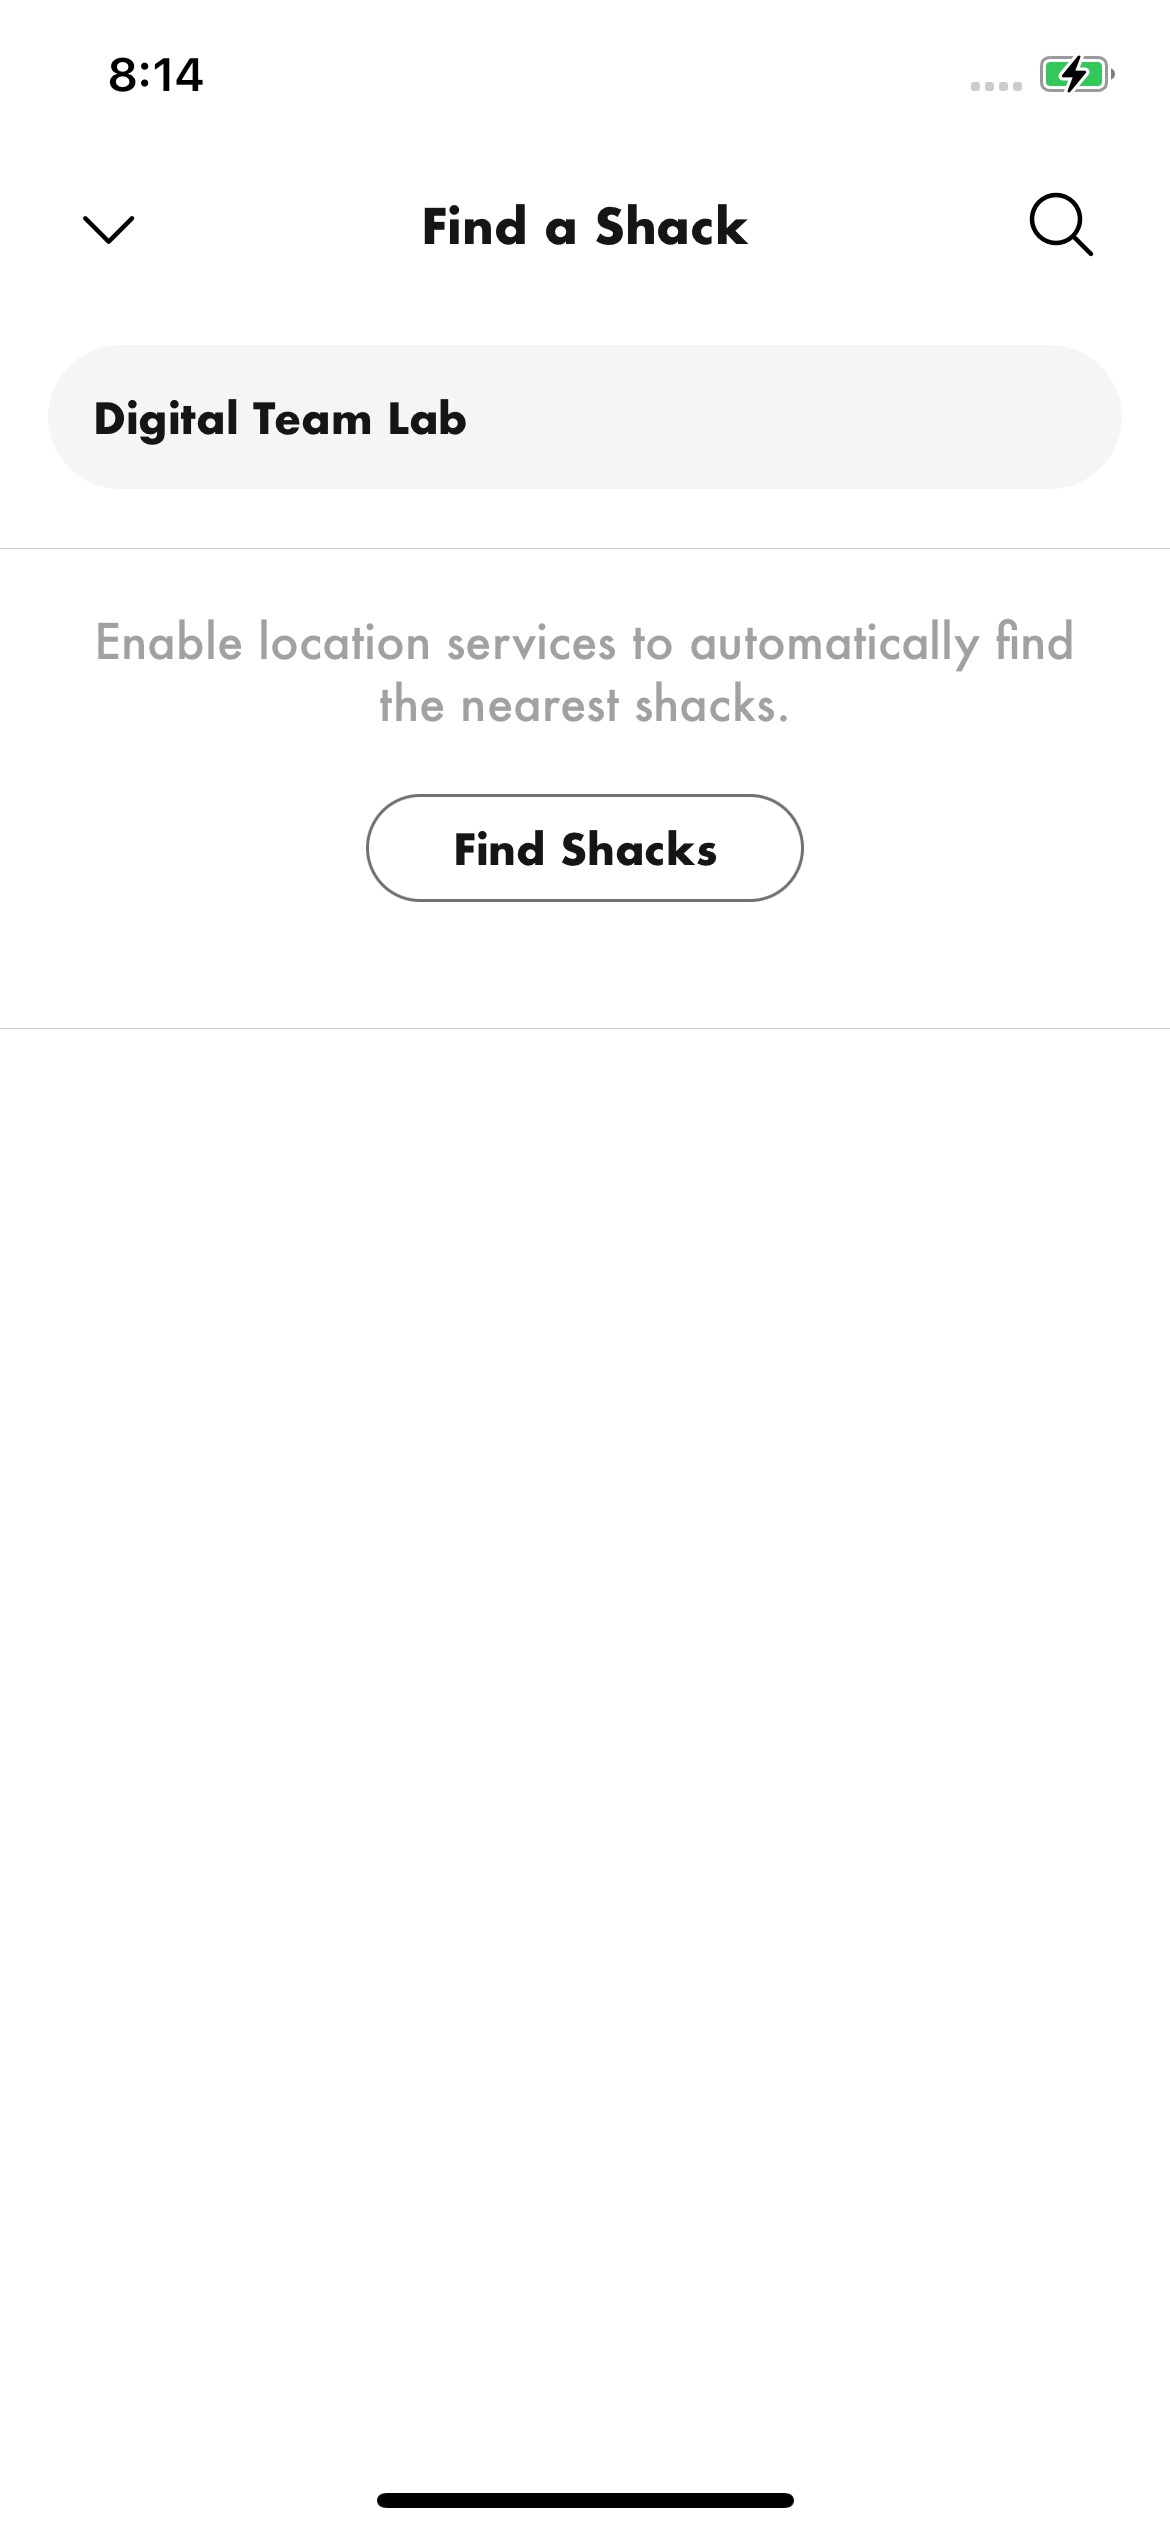 8:14
Find a Shack
Digital Team Lab
Enable location services to automatically find
the nearest shacks.
Find Shacks